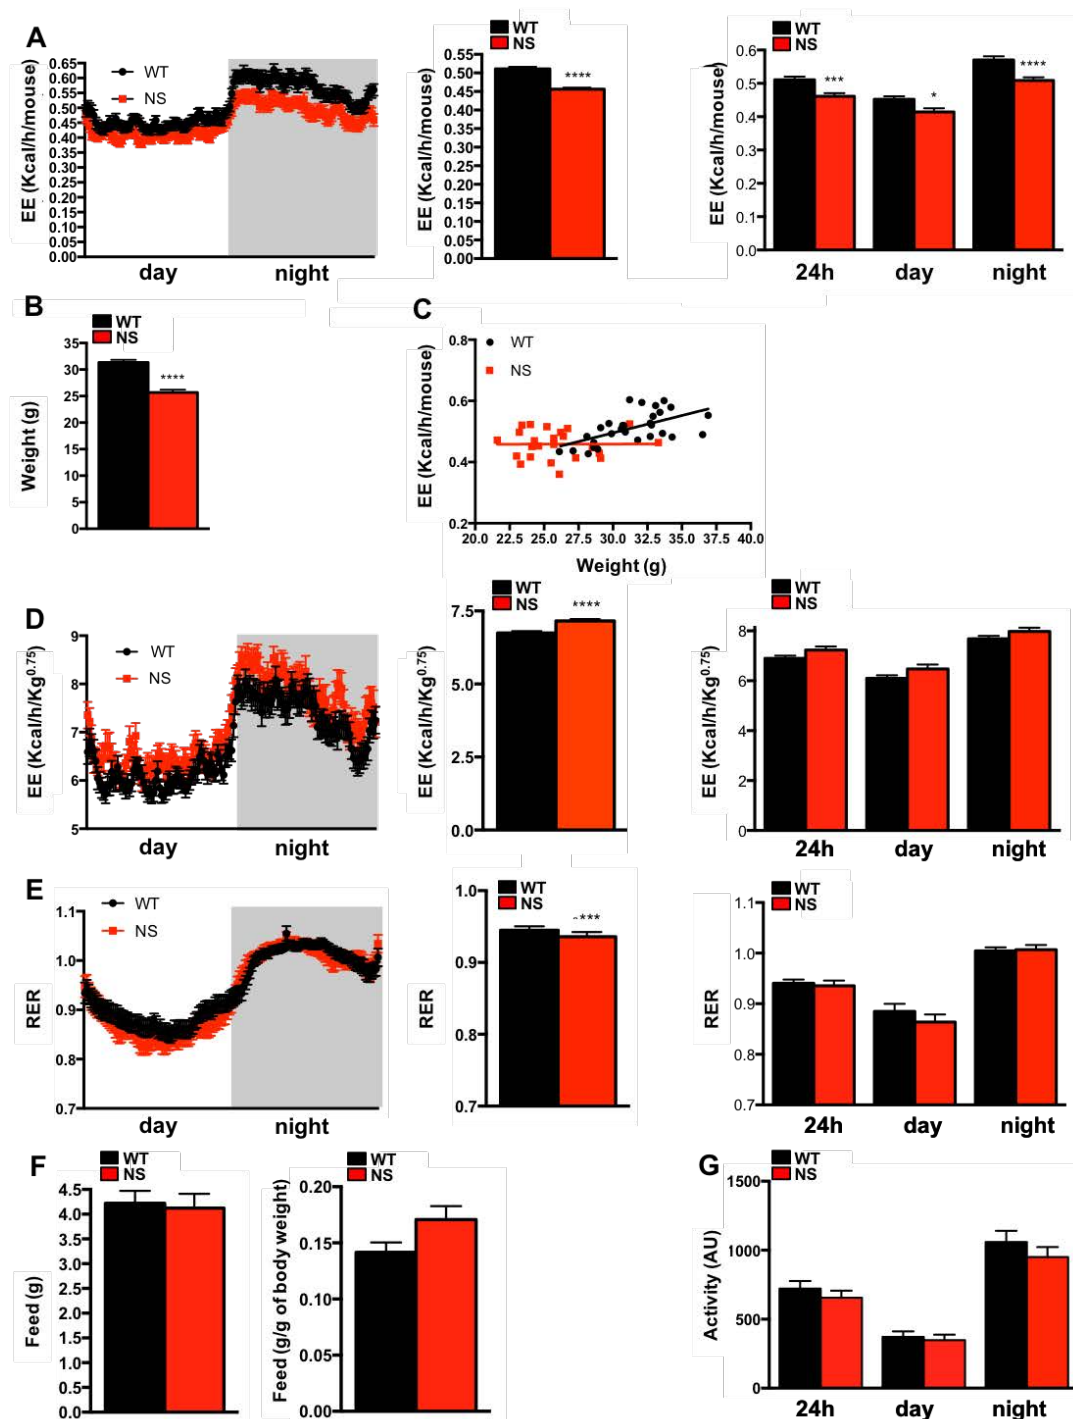 A
WT
NS
EE (Kcal/h/mouse)
0.65
0.60
0.55
0.50
0.45
0.40
0.35
0.30
0.25
0.20
0.15
0.10
0.05
0.00
day night
WT
NS
EE (Kcal/h/mouse)
0.55
0.50
0.45
0.40
0.35
0.30
0.25
0.20
0.15
0.10
0.05
0.00
****
WT
NS
EE (Kcal/h/mouse)
0.6
0.5
0.4
0.3
0.2
0.1
0.0
*** * ****
24h day night
B
WT
NS
Weight (g)
35
30
25
20
15
10
5
0
****
C
WT
NS
EE (Kcal/h/mouse)
0.8
0.6
0.4
0.2
20.0 22.5 25.0 27.5 30.0 32.5 35.0 37.5 40.0
Weight (g)
D
WT
NS
EE (Kcal/h/Kg0.75)
9
8
7
6
5
day night
WT
NS
EE (Kcal/h/Kg0.75)
7.5
5.0
2.5
0.0
****
WT
NS
EE (Kcal/h/Kg0.75)
8
6
4
2
0
24h day night
E
WT
NS
RER
1.1
1.0
0.9
0.8
0.7
day night
WT
NS
RER
1.0
0.9
0.8
0.7
****
WT
NS
RER
1.1
1.0
0.9
0.8
0.7
24h day night
F
WT
NS
Feed (g)
4.5
4.0
3.5
3.0
2.5
2.0
1.5
1.0
0.5
0.0
WT
NS
Feed (g/g of body weight)
0.20
0.15
0.10
0.05
0.00
G
WT
NS
Activity (AU)
1500
1000
500
0
24h day night